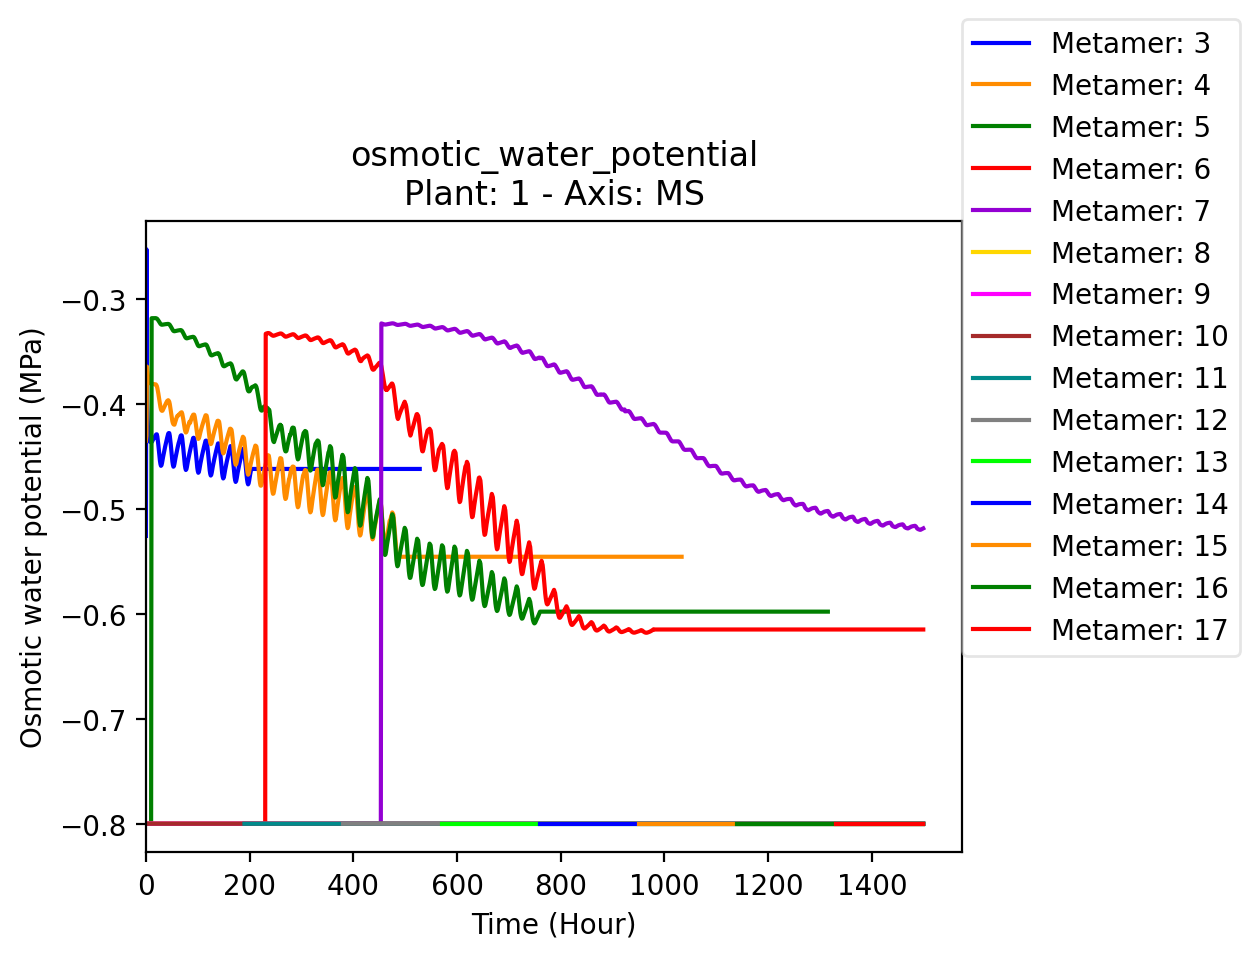 osmotic_water_potential
Plant: 1 - Axis: MS
Osmotic water potential (MPa)
−0.3
−0.4
−0.5
−0.6
−0.7
−0.8
0 200 400 600 800 1000 1200 1400
Time (Hour)
Metamer: 3
Metamer: 4
Metamer: 5
Metamer: 6
Metamer: 7
Metamer: 8
Metamer: 9
Metamer: 10
Metamer: 11
Metamer: 12
Metamer: 13
Metamer: 14
Metamer: 15
Metamer: 16
Metamer: 17